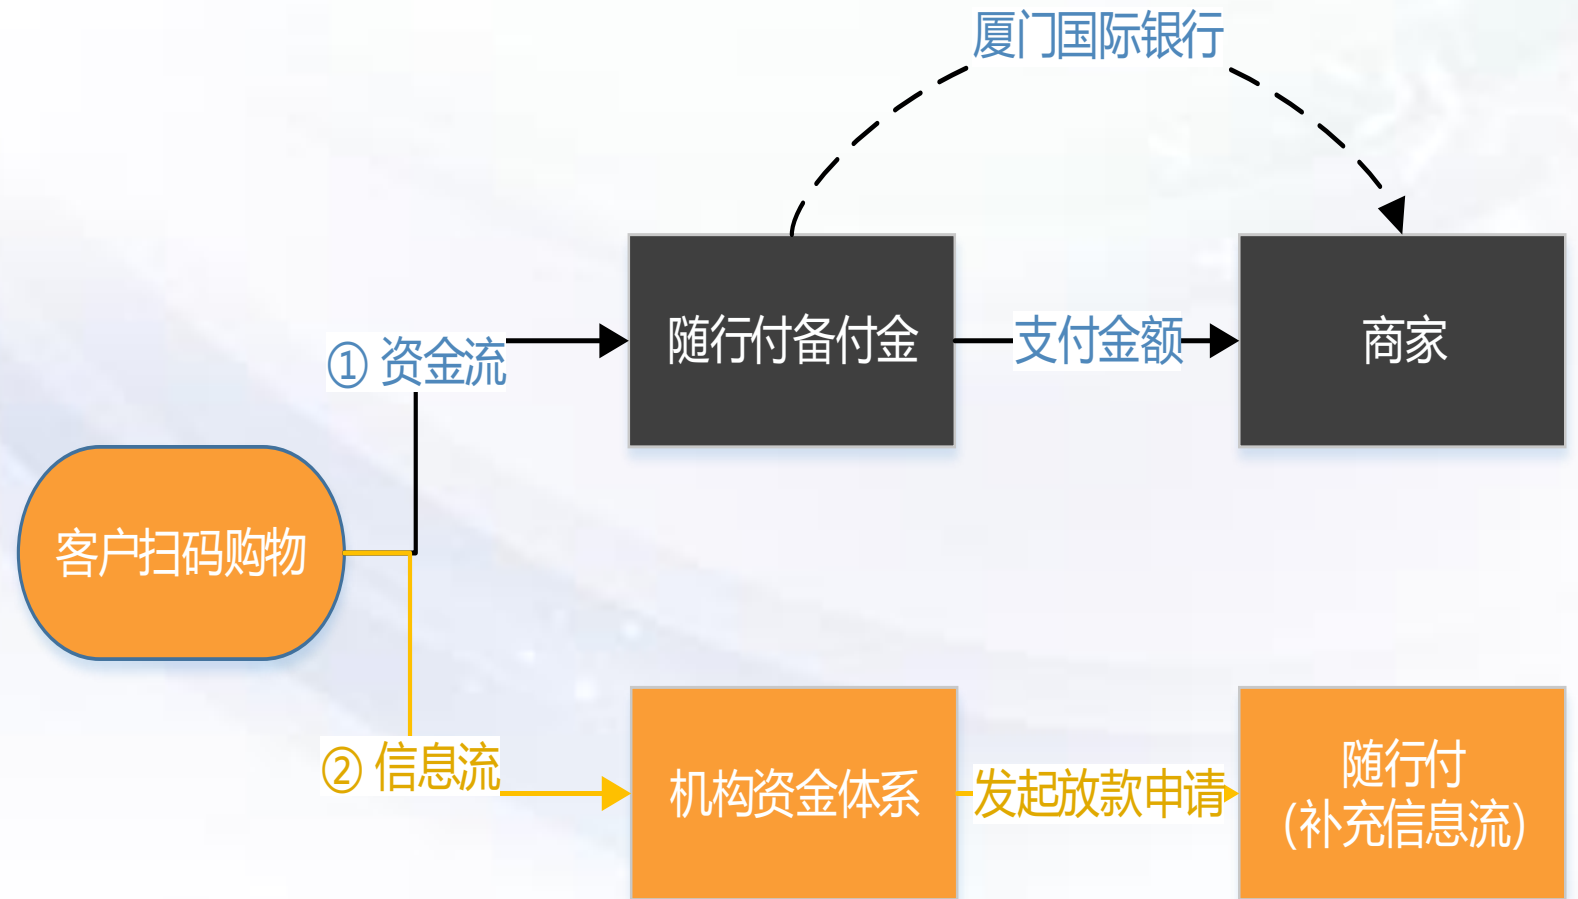 厦门国际银行
随行付备付金
支付金额
商家
① 资金流
客户扫码购物
② 信息流
机构资金体系
发起放款申请
随行付
(补充信息流)